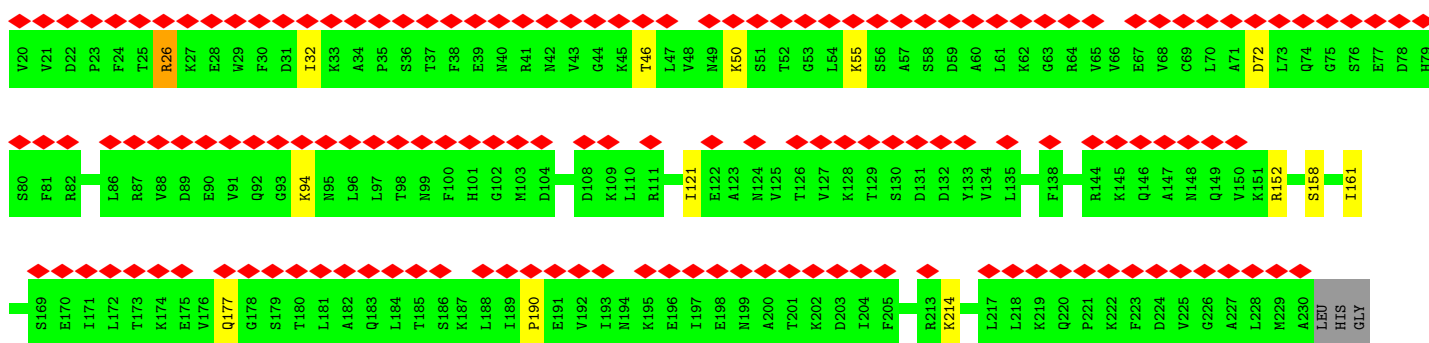 V20 V21 D22 P23 F24 T25 R26 K27 E28 W29 F30 D31 I32 K33 A34 P35 S36 T37 F38 E39 N40 R41 N42 V43 G44 K45 T46 L47 V48 N49 K50 S51 T52 G53 L54 K55 S56 A57 S58 D59 A60 L61 K62 G63 R64 V65 V66 E67 V68 C69 L70 A71 D72 L73 Q74 G75 S76 E77 D78 H79
S80 F81 R82 L86 R87 V88 D89 E90 V91 Q92 G93 K94 N95 L96 L97 T98 N99 F100 H101 G102 M103 D104 D108 K109 L110 R111 I121 E122 A123 N124 V125 T126 V127 K128 T129 S130 D131 D132 Y133 V134 L135 F138 R144 K145 Q146 A147 N148 Q149 V150 K151 R152 S158 I161
S169 E170 I171 L172 T173 K174 E175 V176 Q177 G178 S179 T180 L181 A182 Q183 L184 T185 S186 K187 L188 I189 P190 E191 V192 I193 N194 K195 E196 I197 E198 N199 A200 T201 K202 D203 I204 F205 R213 K214 L217 L218 K219 Q220 P221 K222 F223 D224 V225 G226 A227 L228 M229 A230 LEU HIS GLY